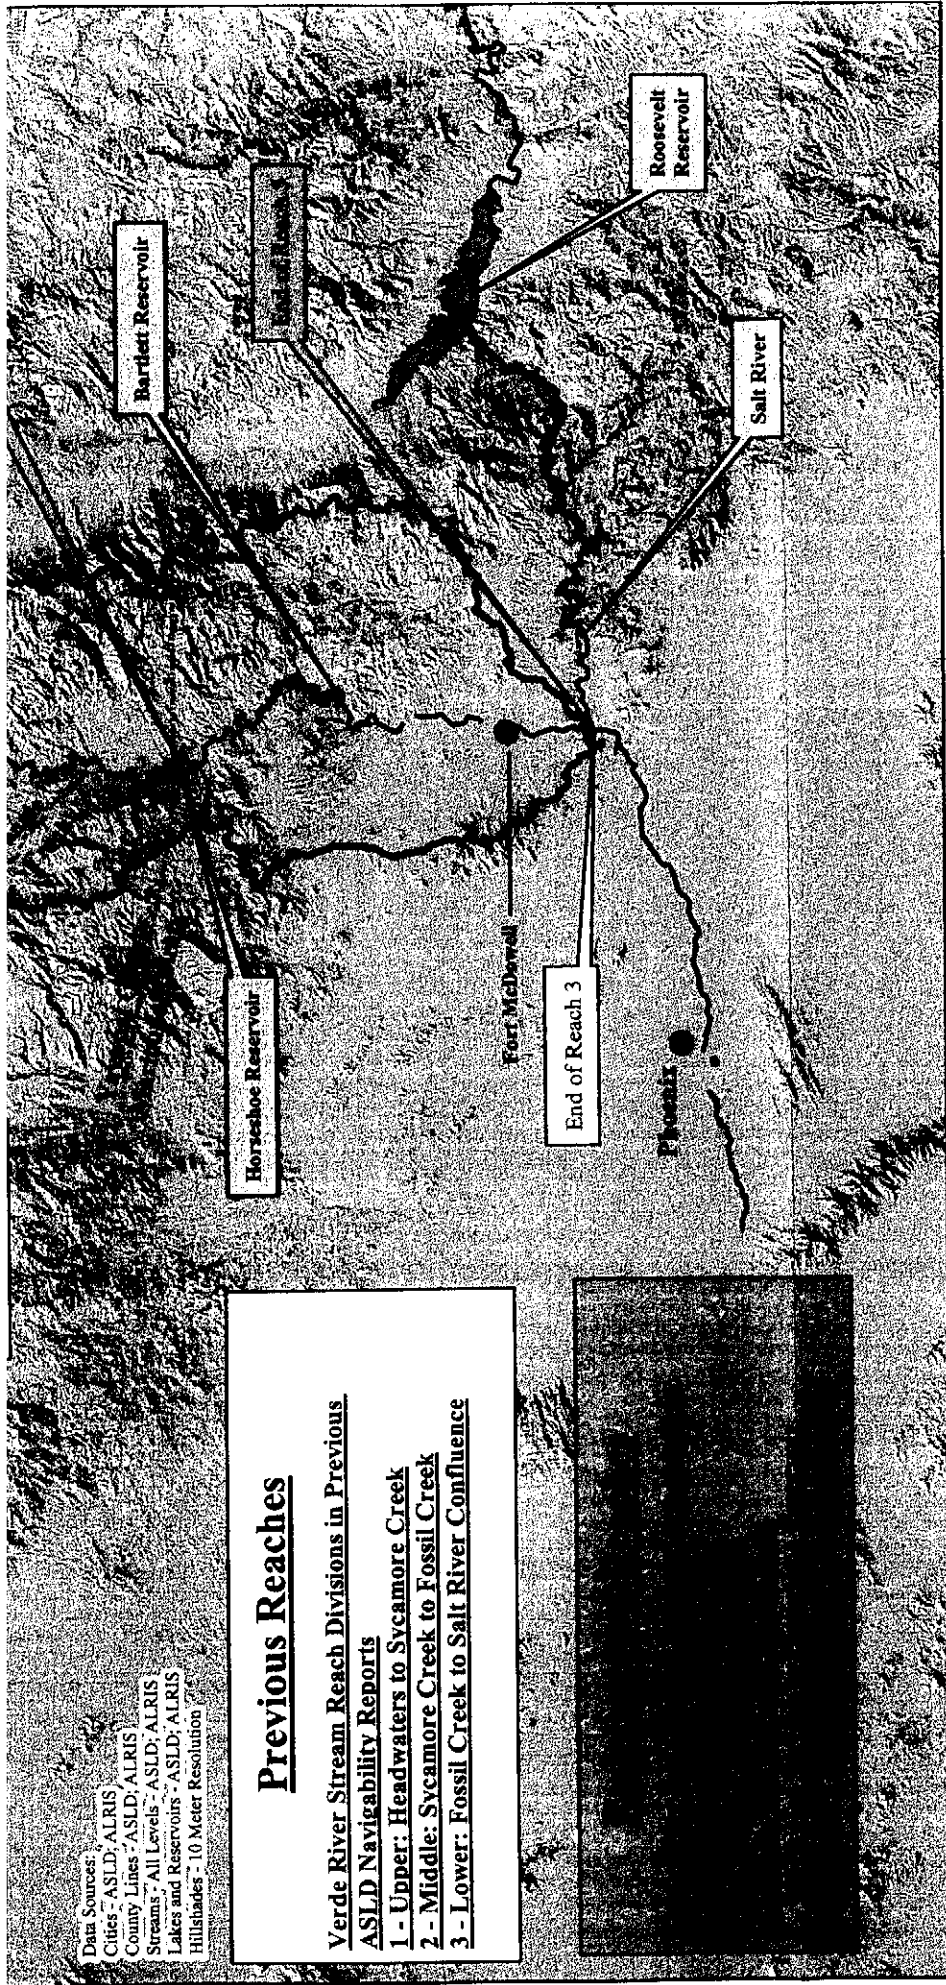 Data Sources:
Cities - ASLD; ALRIS
County Lines - ASLD; ALRIS
Streams - All Levels - ASLD; ALRIS
Lakes and Reservoirs - ASLD; ALRIS
Hillshades - 10 Meter Resolution
Previous Reaches
Verde River Stream Reach Divisions in Previous
ASLD Navigability Reports
1 - Upper: Headwaters to Sycamore Creek
2 - Middle: Sycamore Creek to Fossil Creek
3 - Lower: Fossil Creek to Salt River Confluence
Horseshoe Reservoir
Bartlett Reservoir
End of Reach
Fort McDowell
End of Reach 3
Phoenix
Salt River
Roosevelt
Reservoir